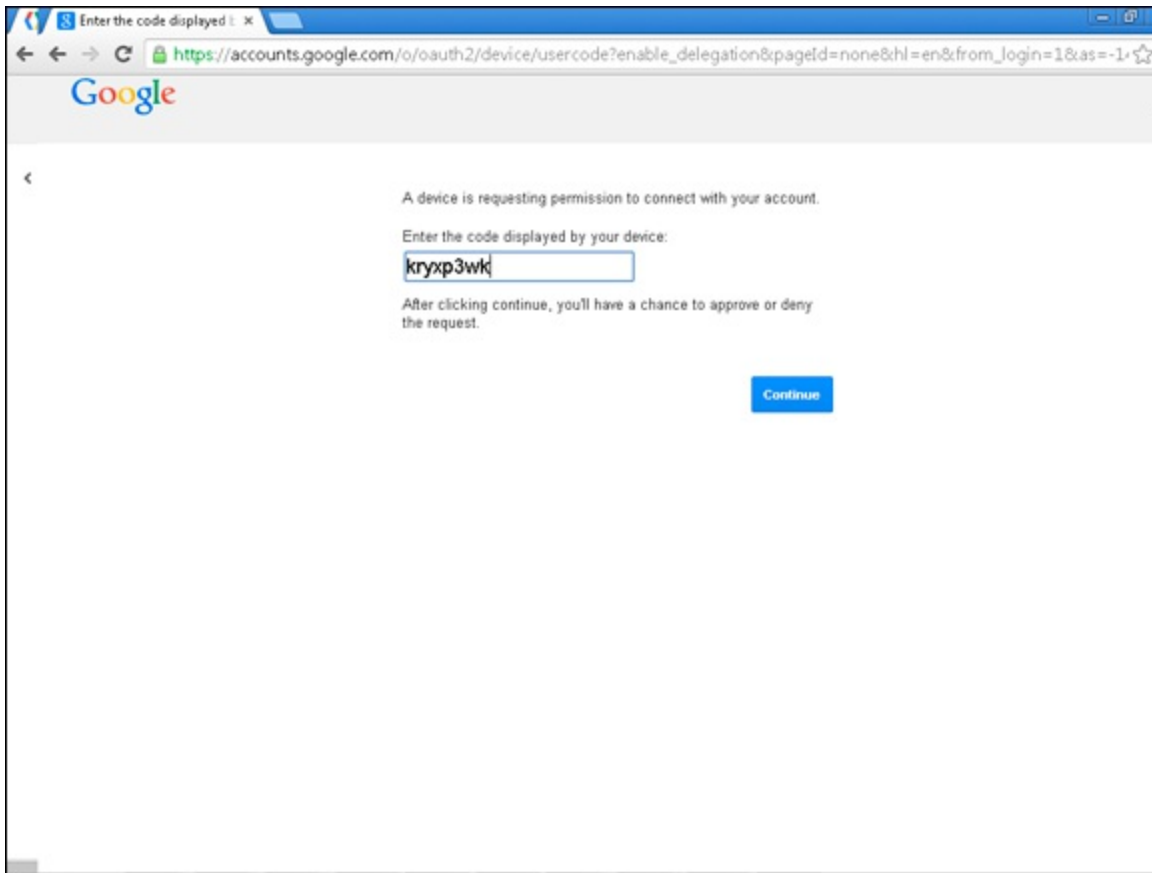 Enter the code displayed b
https://accounts.google.com/o/oauth2/device/usercode?enable_delegation&pageId=none&hl=en&from_login=1&as=-1
Google
A device is requesting permission to connect with your account.
Enter the code displayed by your device:
kryxp3wk
After clicking continue, you'll have a chance to approve or deny
the request.
Continue